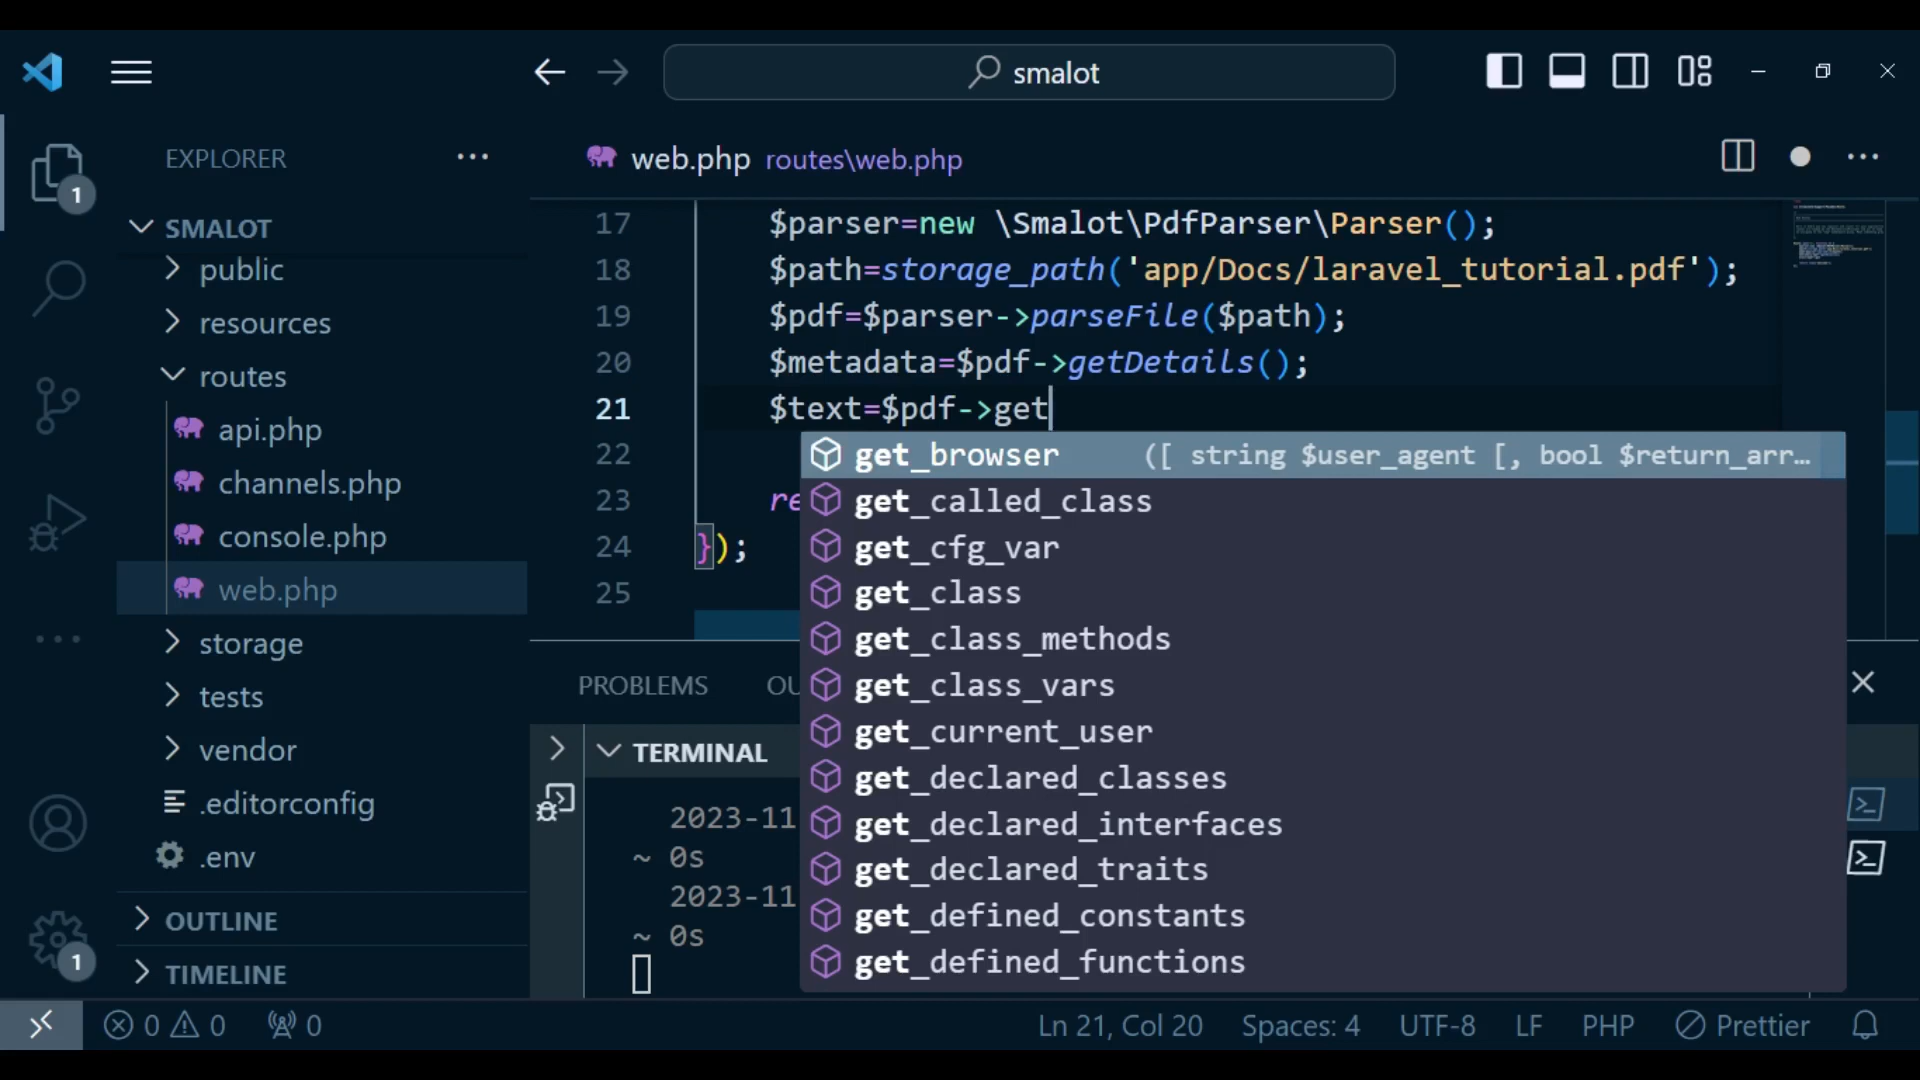 smalot
EXPLORER
SMALOT
public
resources
routes
api.php
channels.php
console.php
web.php
storage
tests
vendor
.editorconfig
.env
OUTLINE
TIMELINE
1
1
web.php routes\web.php
17 $parser=new \Smalot\PdfParser\Parser();
18 $path=storage_path('app/Docs/laravel_tutorial.pdf');
19 $pdf=$parser->parseFile($path);
20 $metadata=$pdf->getDetails();
21 $text=$pdf->get
22
23 re
24 });
25
get_browser ([ string $user_agent [, bool $return_arr…
get_called_class
get_cfg_var
get_class
get_class_methods
get_class_vars
get_current_user
get_declared_classes
get_declared_interfaces
get_declared_traits
get_defined_constants
get_defined_functions
PROBLEMS OU
TERMINAL
2023-11
~ 0s
2023-11
~ 0s
0 0 0 Ln 21, Col 20 Spaces: 4 UTF-8 LF PHP Prettier